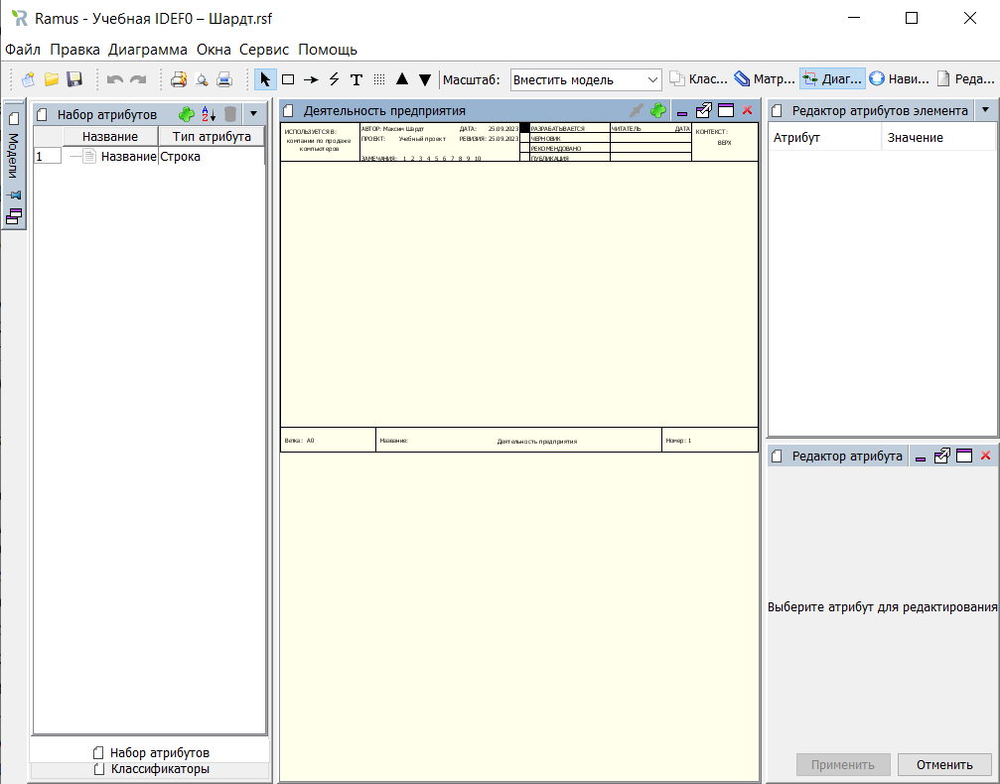 Ramus - Учебная IDEF0 – Шардт.rsf
Файл Правка Диаграмма Окна Сервис Помощь
T Масштаб: Вместить модель Клас... Матр... Диаг... Нави... Реда...
Модели
Набор атрибутов
Название Тип атрибута
1 Название Строка
Набор атрибутов
Классификаторы
Деятельность предприятия
ИСПОЛЬЗУЕТСЯ В:
компании по продаже
компьютеров
АВТОР: Максим Шардт ДАТА: 25.09.2023
ПРОЕКТ: Учебный проект РЕВИЗИЯ: 25.09.2023
ЗАМЕЧАНИЯ: 1 2 3 4 5 6 7 8 9 10
РАЗРАБАТЫВАЕТСЯ
ЧЕРНОВИК
РЕКОМЕНДОВАНО
ПУБЛИКАЦИЯ
ЧИТАТЕЛЬ ДАТА
КОНТЕКСТ:
ВЕРХ
Ветка: A0 Название: Деятельность предприятия Номер: 1
Редактор атрибутов элемента
Атрибут Значение
Редактор атрибута
Выберите атрибут для редактирования
Применить Отменить